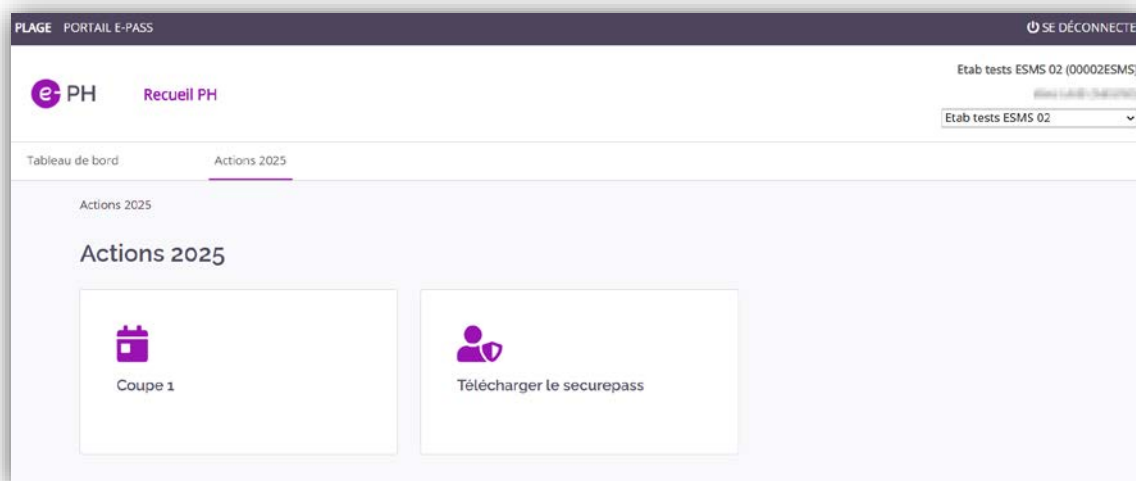 PLAGE PORTAIL E-PASS
SE DÉCONNECTE
Etab tests ESMS 02 (00002ESMS)
e- PH Recueil PH
Etab tests ESMS 02
Tableau de bord Actions 2025
Actions 2025
Actions 2025
Coupe 1
Télécharger le securepass